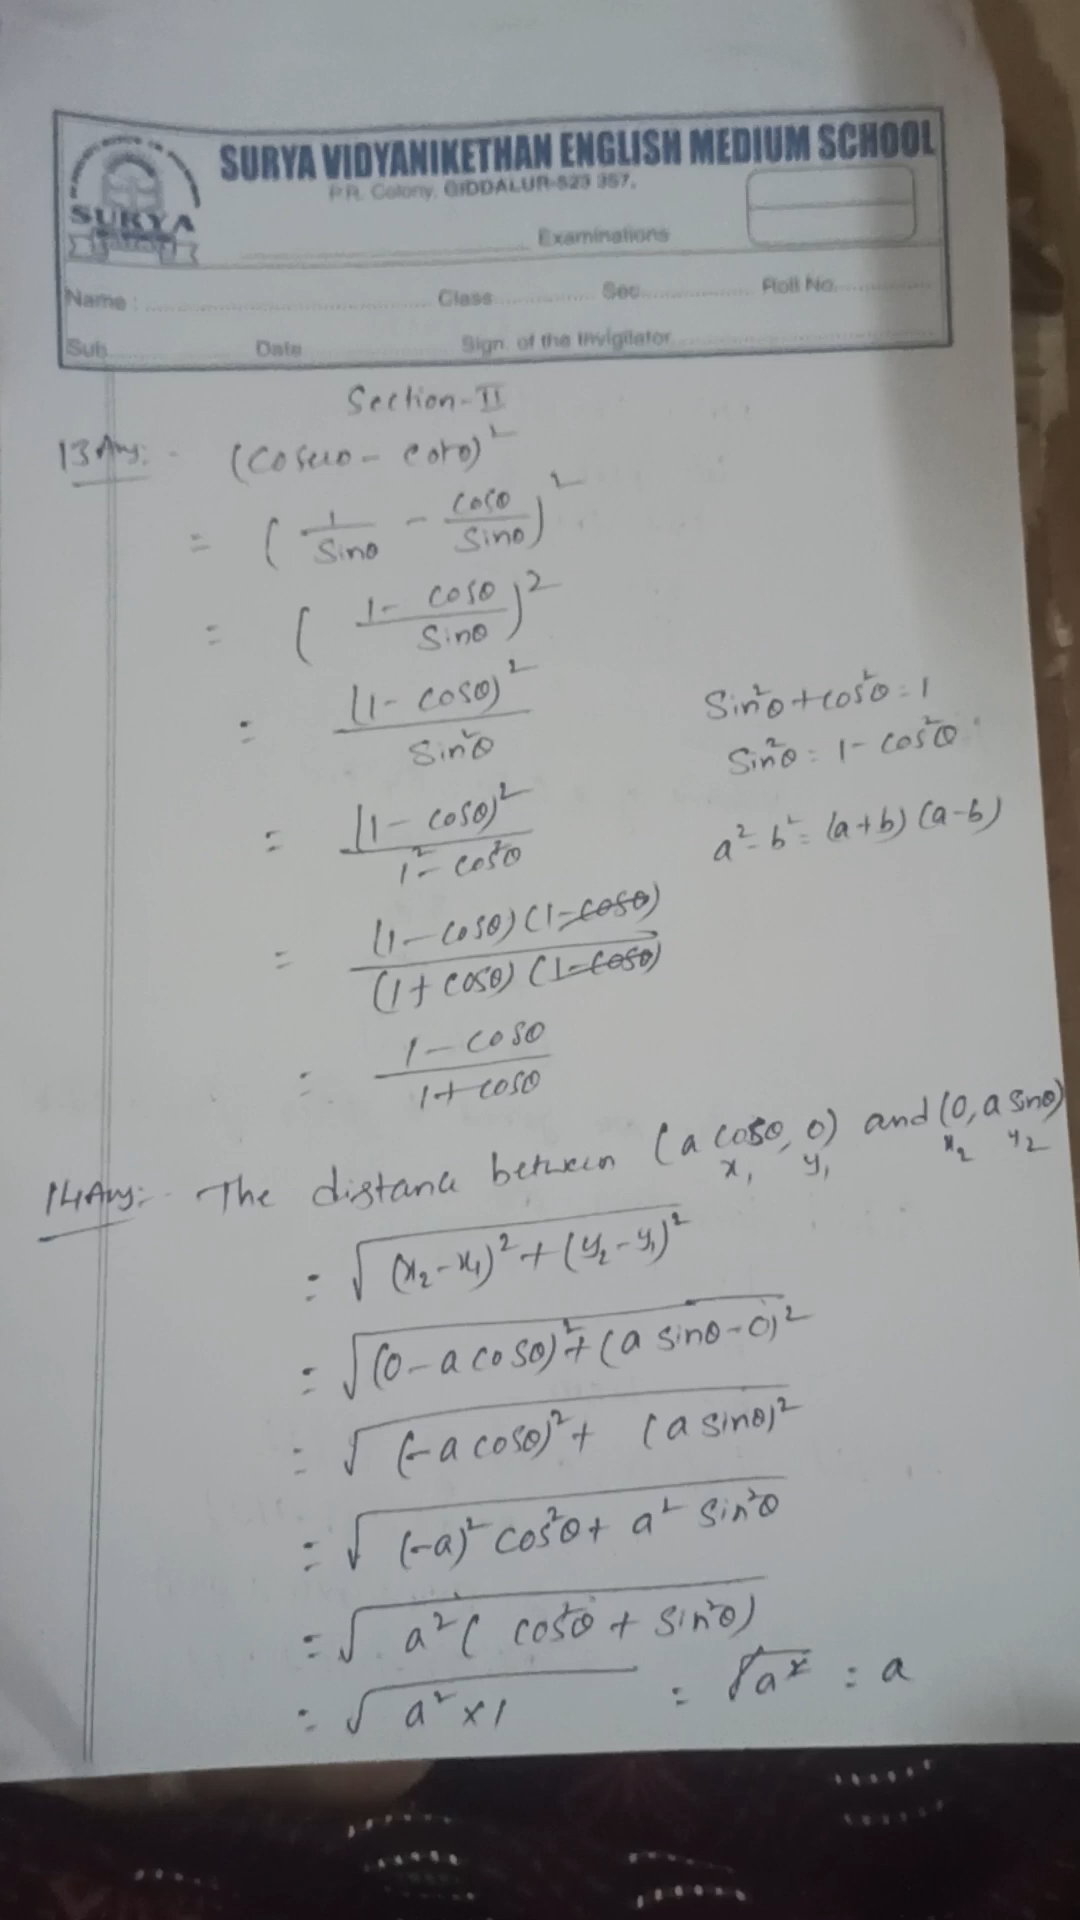 SURYA VIDYANIKETHAN ENGLISH MEDIUM SCHOOL
P.R. Colony, GIDDALUR-523 357.
SURYA
Examinations
Name : Class Sec Roll No.
Sub Date Sign. of the Invigilator
Section-II
13 Ans: (Cosecθ - cotθ)²
= (1/Sinθ - Cosθ/Sinθ)²
= (1 - cosθ/Sinθ)²
= (1 - cosθ)²/Sin²θ
Sin²θ + cos²θ = 1
Sin²θ = 1 - cos²θ
= (1 - cosθ)²/1² - cos²θ
a² - b² = (a+b) (a-b)
= (1 - cosθ) (1 - cosθ)/(1 + cosθ) (1 - cosθ)
= 1 - cosθ/1 + cosθ
14 Ans: The distance between (a cosθ, 0) and (0, a sinθ)
x₁ y₁ x₂ y₂
= √(x₂ - x₁)² + (y₂ - y₁)²
= √(0 - a cosθ)² + (a sinθ - 0)²
= √(-a cosθ)² + (a sinθ)²
= √(-a)² cos²θ + a² sin²θ
= √a² (cos²θ + sin²θ)
= √a² × 1 = √a² = a